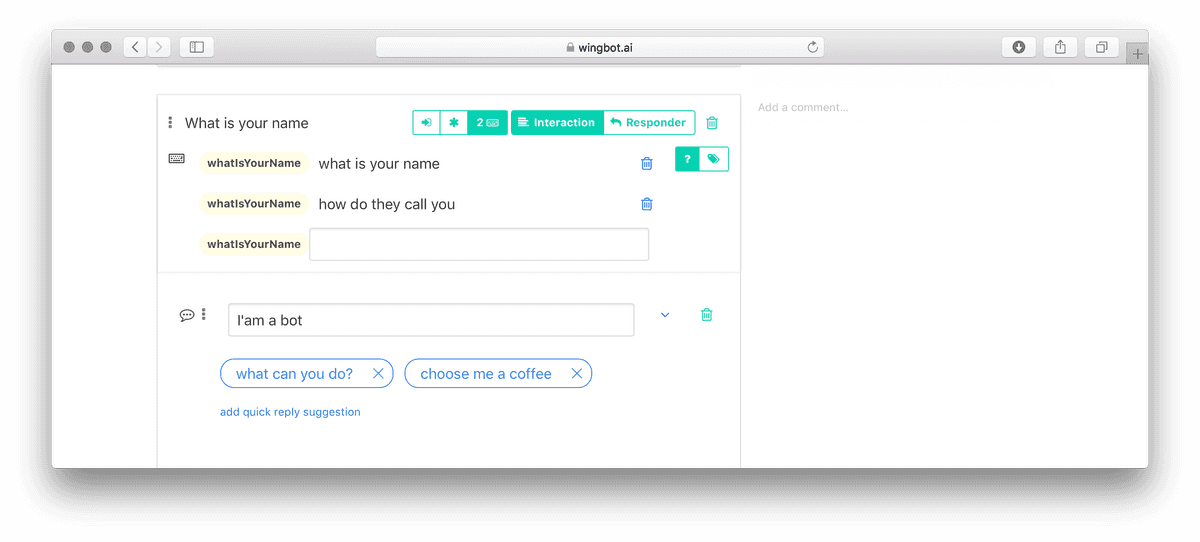 wingbot.ai
What is your name
2
Interaction
Responder
Add a comment...
whatIsYourName what is your name
?
whatIsYourName how do they call you
whatIsYourName
I'am a bot
what can you do?
choose me a coffee
add quick reply suggestion